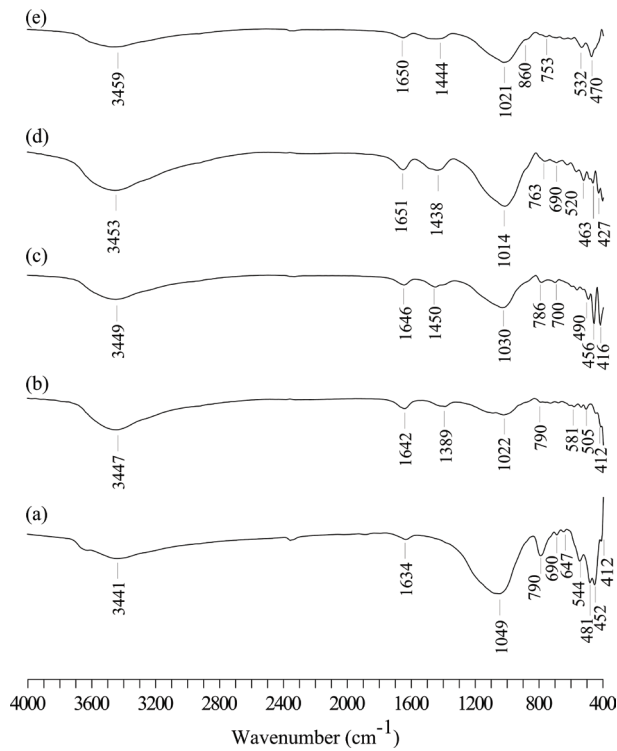 (e)
3459 1650 1444 1021 860 753 532 470
(d)
3453 1651 1438 1014 763 690 520 463 427
(c)
3449 1646 1450 1030 786 700 490 456 416
(b)
3447 1642 1389 1022 790 581 505 412
(a)
3441 1634 1049 790 690 647 544 481 452 412
4000 3600 3200 2800 2400 2000 1600 1200 800 400
Wavenumber (cm⁻¹)